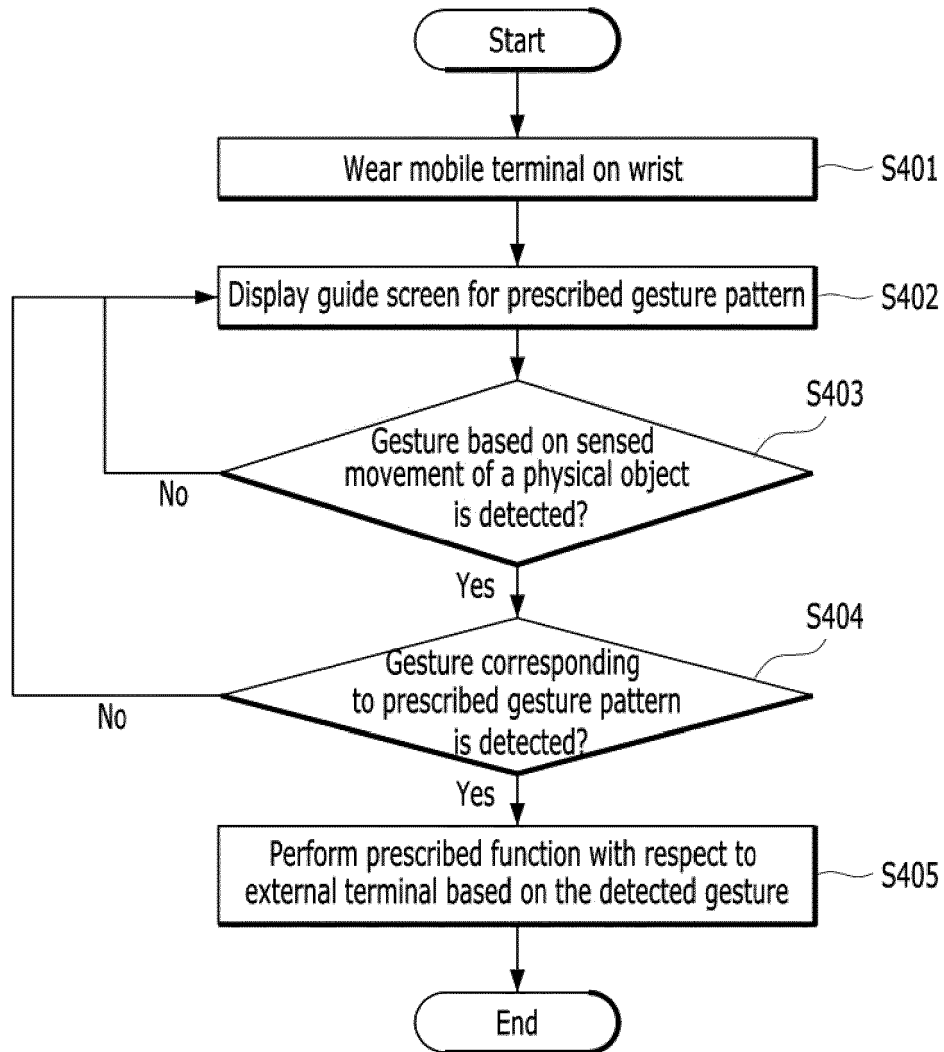 Start
Wear mobile terminal on wrist
S401
Display guide screen for prescribed gesture pattern
S402
S403
Gesture based on sensed
movement of a physical object
is detected?
No
Yes
S404
Gesture corresponding
to prescribed gesture pattern
is detected?
No
Yes
Perform prescribed function with respect to
external terminal based on the detected gesture
S405
End